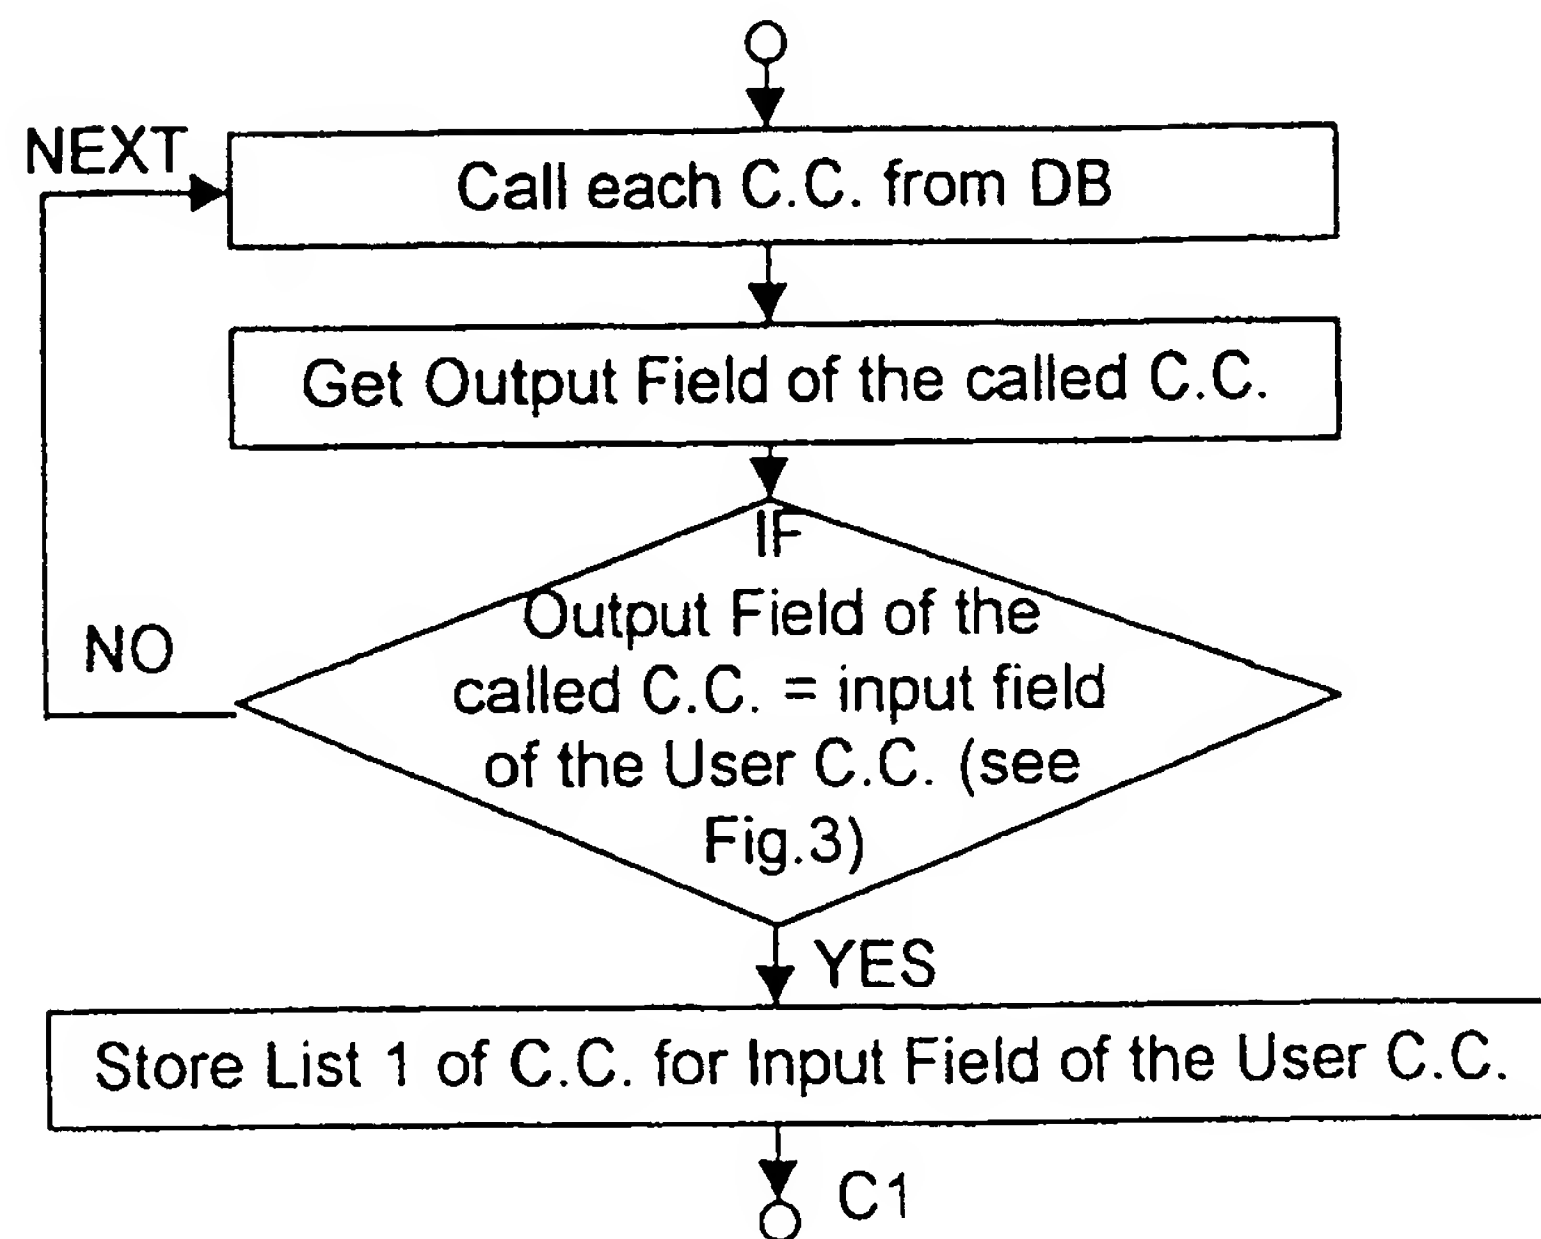 NEXT
Call each C.C. from DB
Get Output Field of the called C.C.
IF
Output Field of the
called C.C. = input field
of the User C.C. (see
Fig.3)
NO
YES
Store List 1 of C.C. for Input Field of the User C.C.
C1